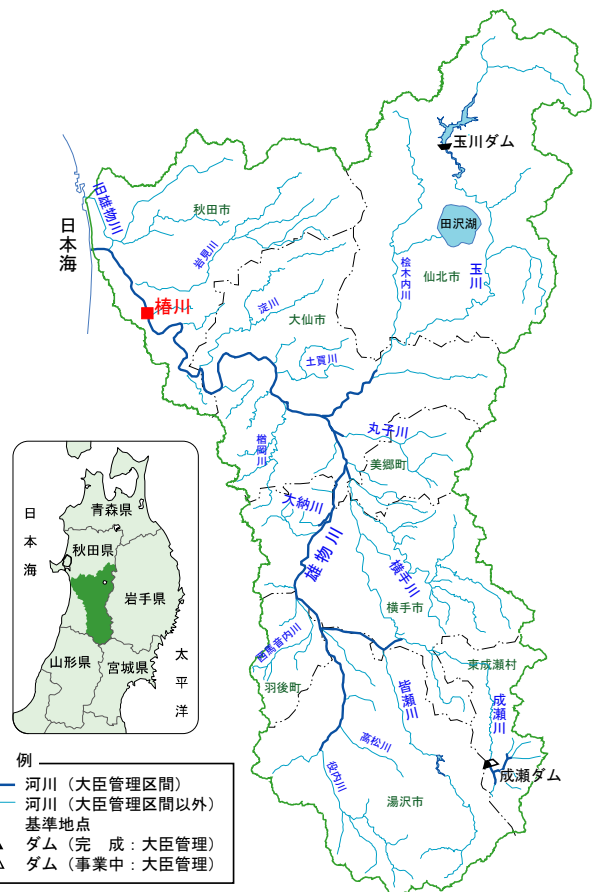 玉川ダム
旧雄物川
秋田市
日本海
田沢湖
岩見川
桧木内川
仙北市
玉川
椿川
淀川
大仙市
土買川
丸子川
楢岡川
美郷町
大納川
雄物川
横手川
横手市
西馬音内川
羽後町
東成瀬村
皆瀬川
成瀬川
高松川
役内川
成瀬ダム
湯沢市
青森県
日本海
秋田県
岩手県
山形県
宮城県
太平洋
例
河川（大臣管理区間）
河川（大臣管理区間以外）
基準地点
ダム（完　成：大臣管理）
ダム（事業中：大臣管理）